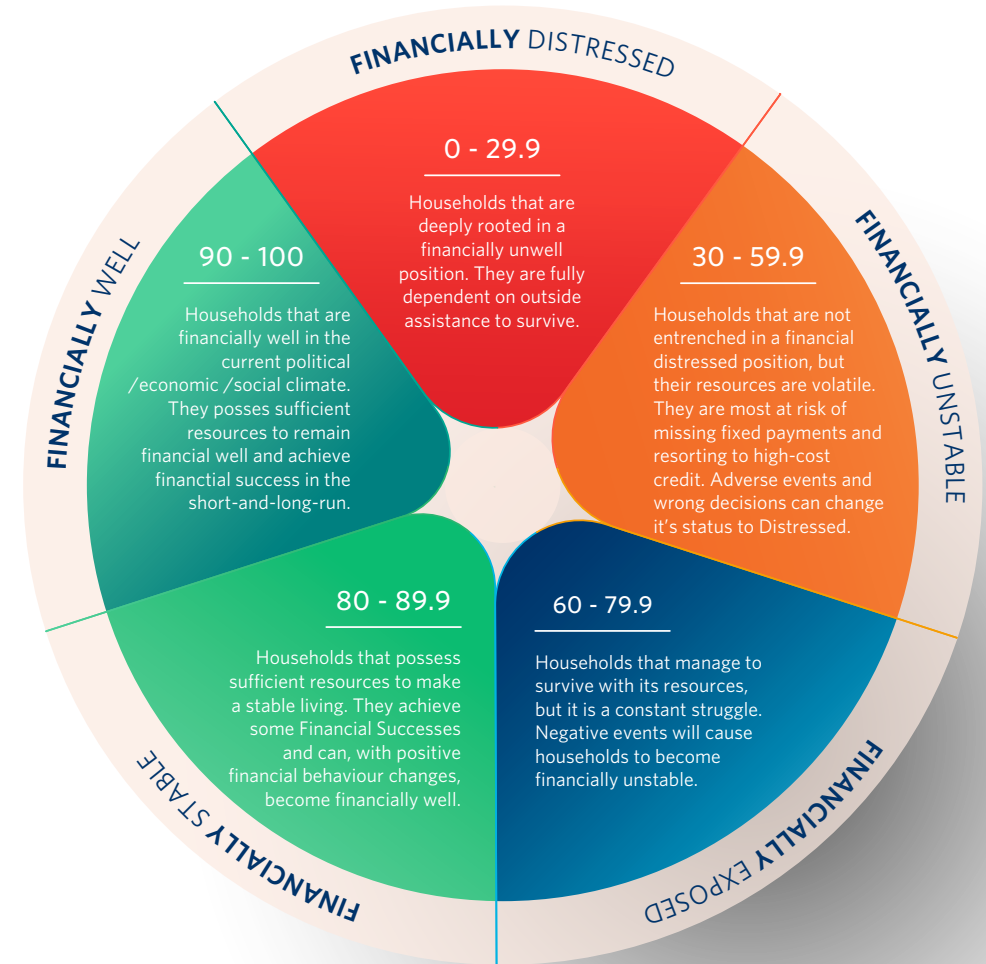 FINANCIALLY DISTRESSED
0 - 29.9
Households that are
deeply rooted in a
financially unwell
position. They are fully
dependent on outside
assistance to survive.
FINANCIALLY UNSTABLE
30 - 59.9
Households that are not
entrenched in a financial
distressed position, but
their resources are volatile.
They are most at risk of
missing fixed payments and
resorting to high-cost
credit. Adverse events and
wrong decisions can change
it's status to Distressed.
FINANCIALLY EXPOSED
60 - 79.9
Households that manage to
survive with its resources,
but it is a constant struggle.
Negative events will cause
households to become
financially unstable.
FINANCIALLY STABLE
80 - 89.9
Households that possess
sufficient resources to make
a stable living. They achieve
some Financial Successes
and can, with positive
financial behaviour changes,
become financially well.
FINANCIALLY WELL
90 - 100
Households that are
financially well in the
current political
/economic /social climate.
They posses sufficient
resources to remain
financial well and achieve
financtial success in the
short-and-long-run.